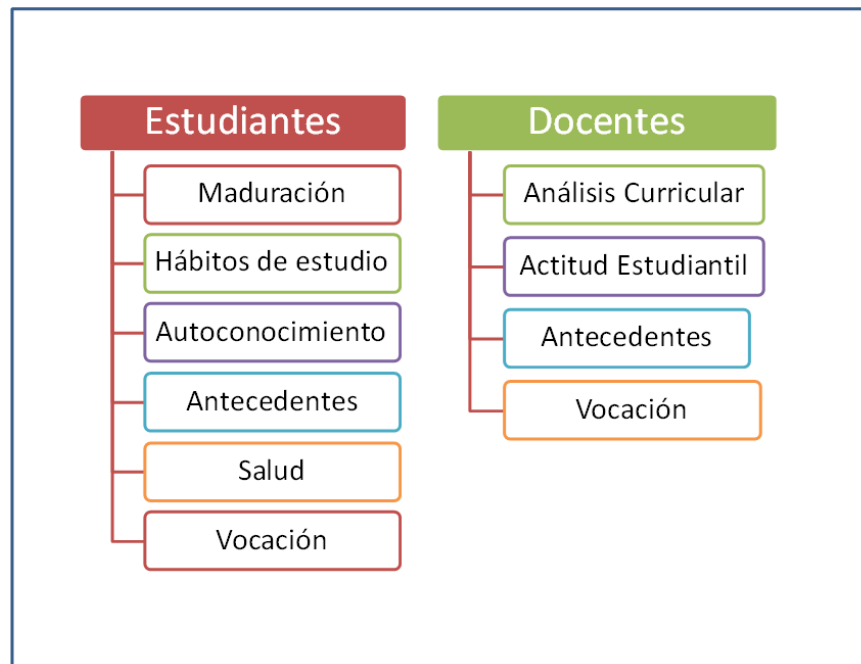 Estudiantes
Maduración
Hábitos de estudio
Autoconocimiento
Antecedentes
Salud
Vocación
Docentes
Análisis Curricular
Actitud Estudiantil
Antecedentes
Vocación